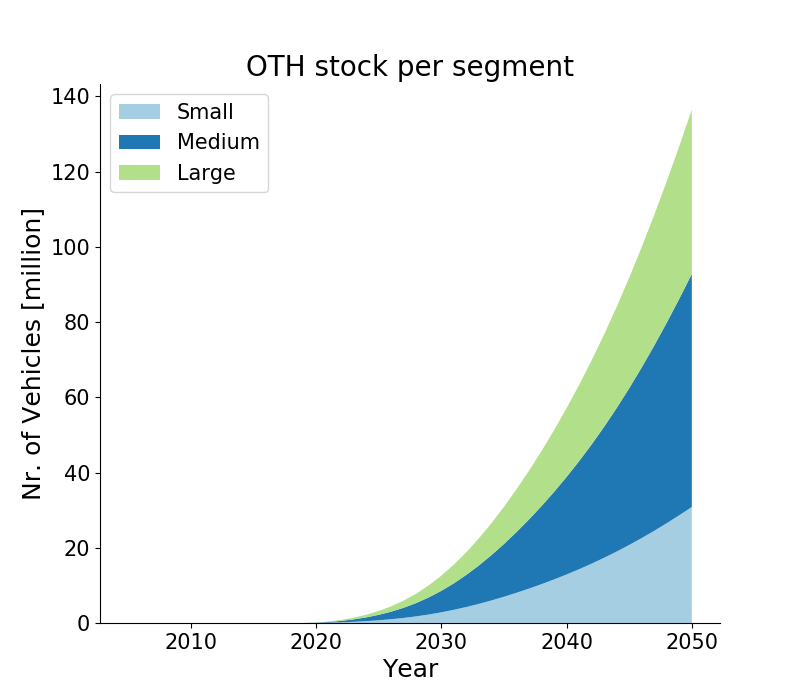 OTH stock per segment
Small
Medium
Large
Nr. of Vehicles [million]
140
120
100
80
60
40
20
0
2010 2020 2030 2040 2050
Year